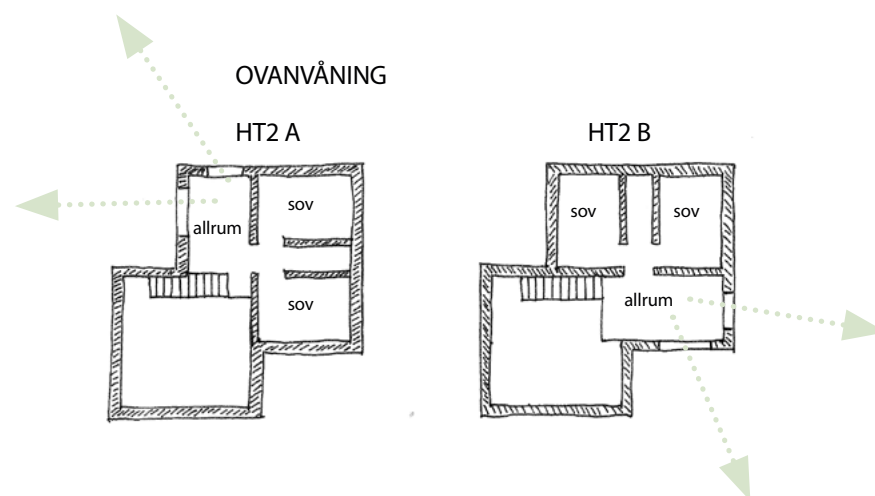 OVANVÅNING
HT2 A
HT2 B
sov
allrum
sov
sov
sov
allrum